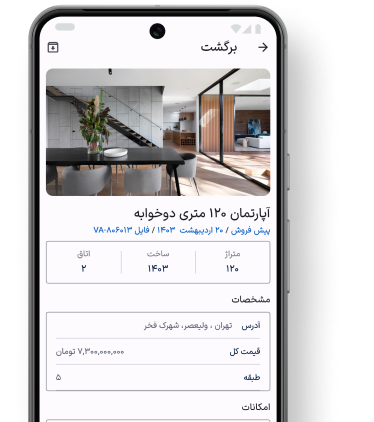 برگشت
آپارتمان ۱۲۰ متری دوخوابه
پیش فروش / ۲۰ اردیبهشت ۱۴۰۳ / فایل VA-۸۰۶۰۱۳
متراژ ساخت اتاق
۱۲۰ ۱۴۰۳ ۲
مشخصات
آدرس تهران ، ولیعصر، شهرک فخر
قیمت کل ۷,۳۰۰,۰۰۰,۰۰۰ تومان
طبقه ۵
امکانات